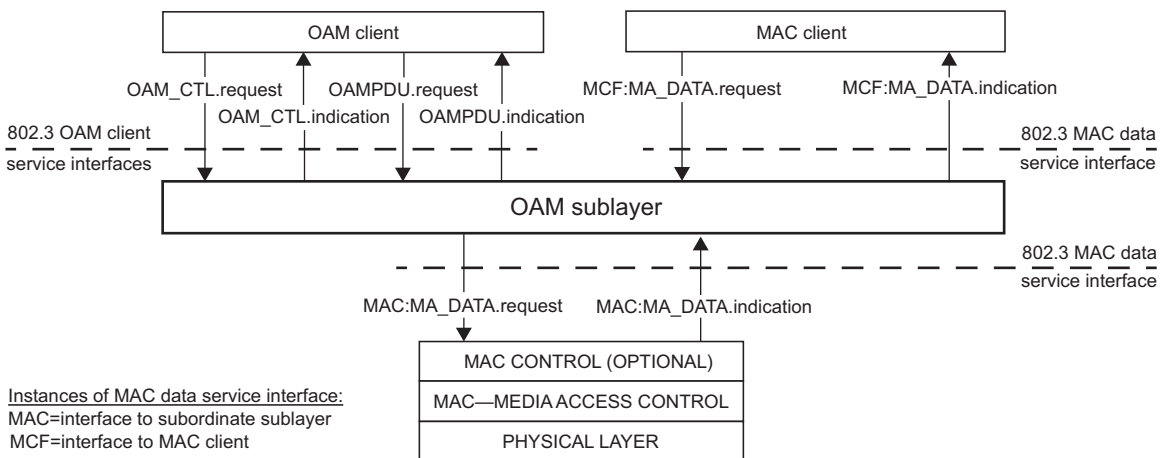 OAM client
MAC client
OAM_CTL.request
OAMPDU.request
MCF:MA_DATA.request
MCF:MA_DATA.indication
OAM_CTL.indication
OAMPDU.indication
802.3 OAM client
service interfaces
802.3 MAC data
service interface
OAM sublayer
802.3 MAC data
service interface
MAC:MA_DATA.request
MAC:MA_DATA.indication
MAC CONTROL (OPTIONAL)
MAC—MEDIA ACCESS CONTROL
PHYSICAL LAYER
Instances of MAC data service interface:
MAC=interface to subordinate sublayer
MCF=interface to MAC client